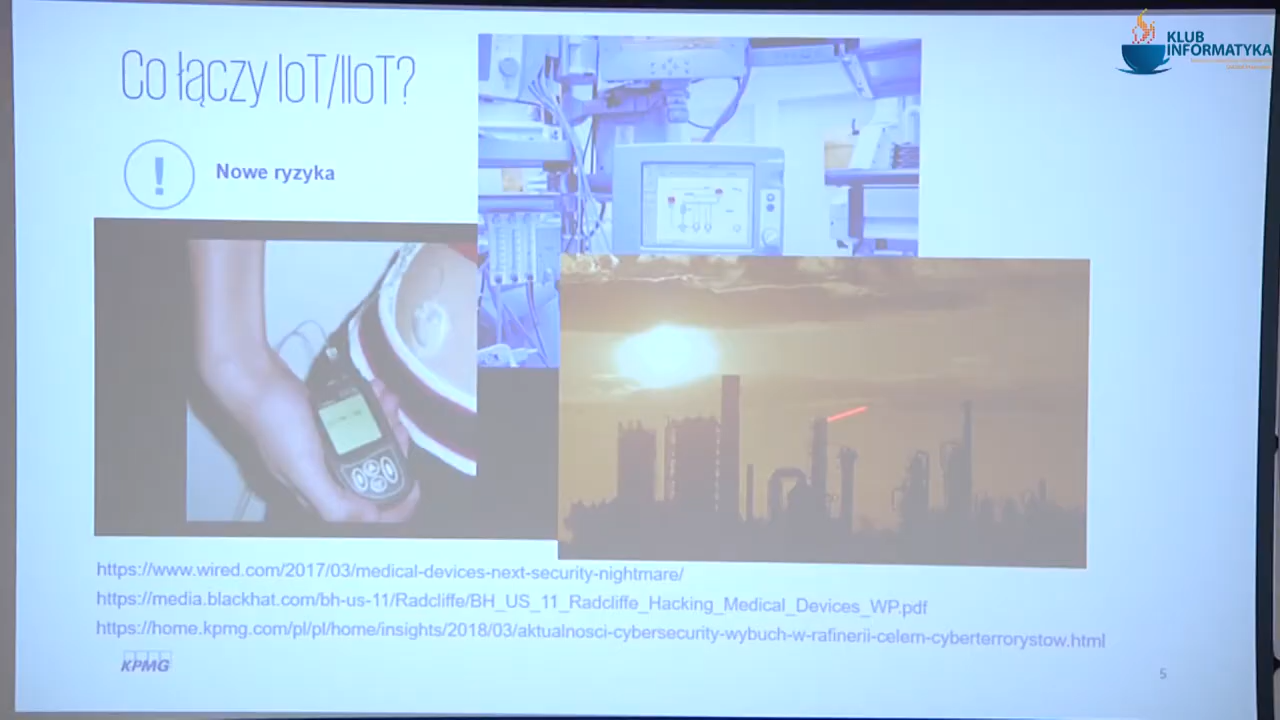 Co łączy IoT/IIoT?
KLUB
INFORMATYKA
!
Nowe ryzyka
https://www.wired.com/2017/03/medical-devices-next-security-nightmare/
https://media.blackhat.com/bh-us-11/Radcliffe/BH_US_11_Radcliffe_Hacking_Medical_Devices_WP.pdf
https://home.kpmg.com/pl/pl/home/insights/2018/03/aktualnosci-cybersecurity-wybuch-w-rafinerii-celem-cyberterrorystow.html
KPMG
5